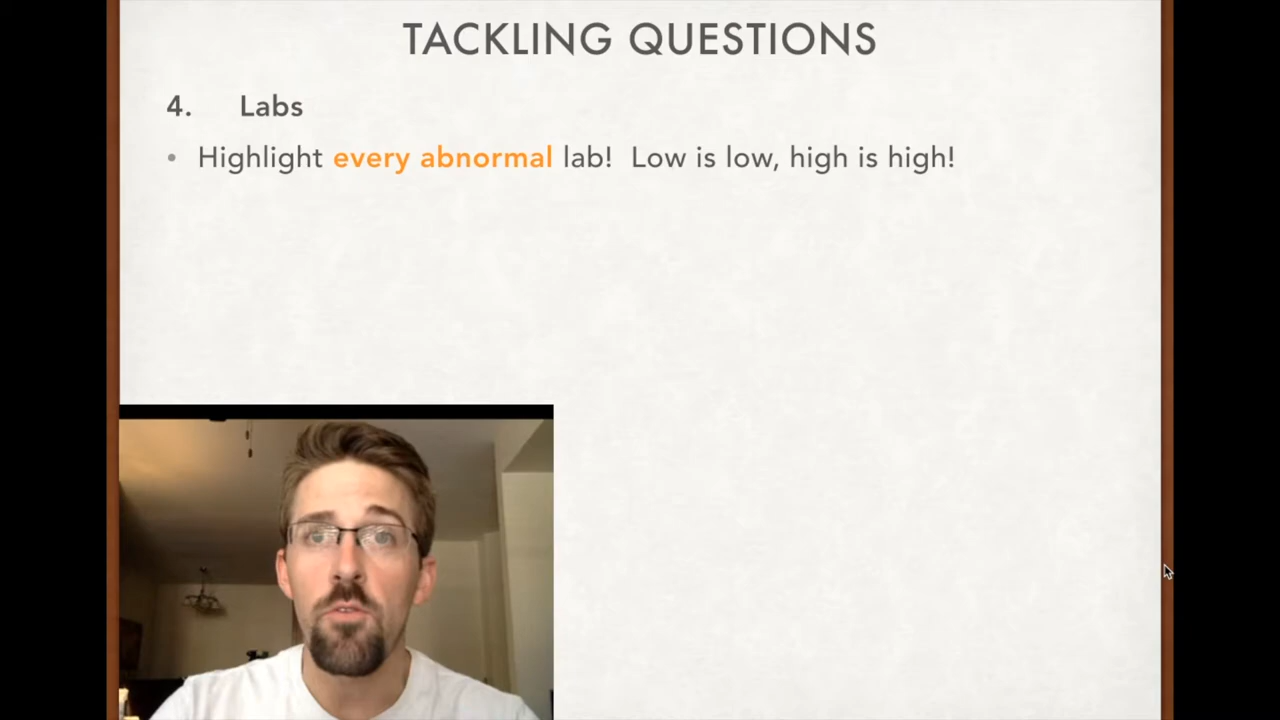 TACKLING QUESTIONS
4. Labs
• Highlight every abnormal lab! Low is low, high is high!